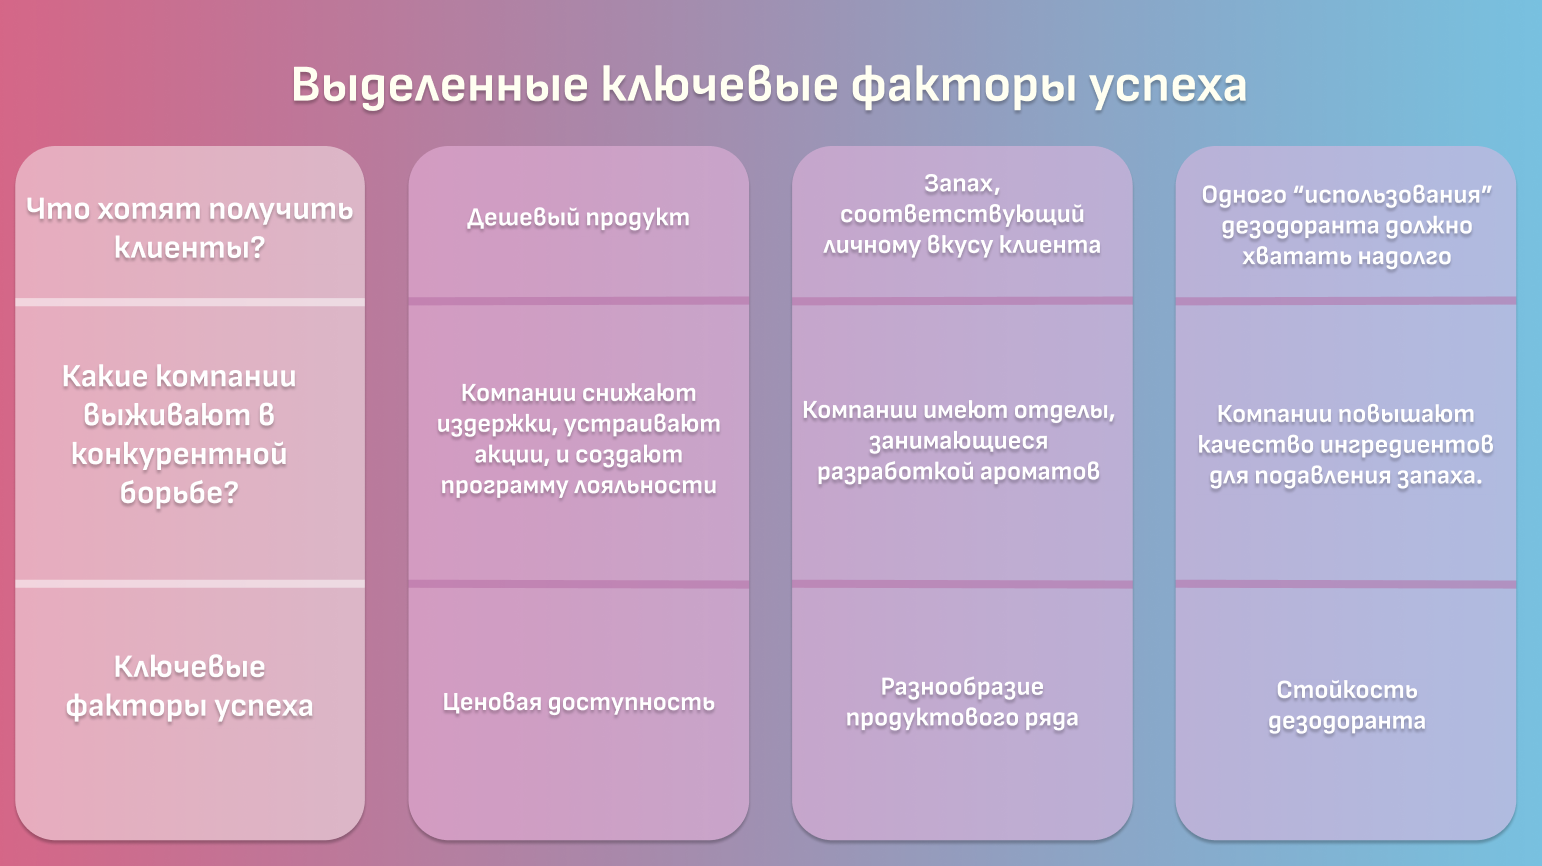 Выделенные ключевые факторы успеха
Что хотят получить
клиенты?
Дешевый продукт
Запах,
соответствующий
личному вкусу клиента
Одного “использования”
дезодоранта должно
хватать надолго
Какие компании
выживают в
конкурентной
борьбе?
Компании снижают
издержки, устраивают
акции, и создают
программу лояльности
Компании имеют отделы,
занимающиеся
разработкой ароматов
Компании повышают
качество ингредиентов
для подавления запаха.
Ключевые
факторы успеха
Ценовая доступность
Разнообразие
продуктового ряда
Стойкость
дезодоранта